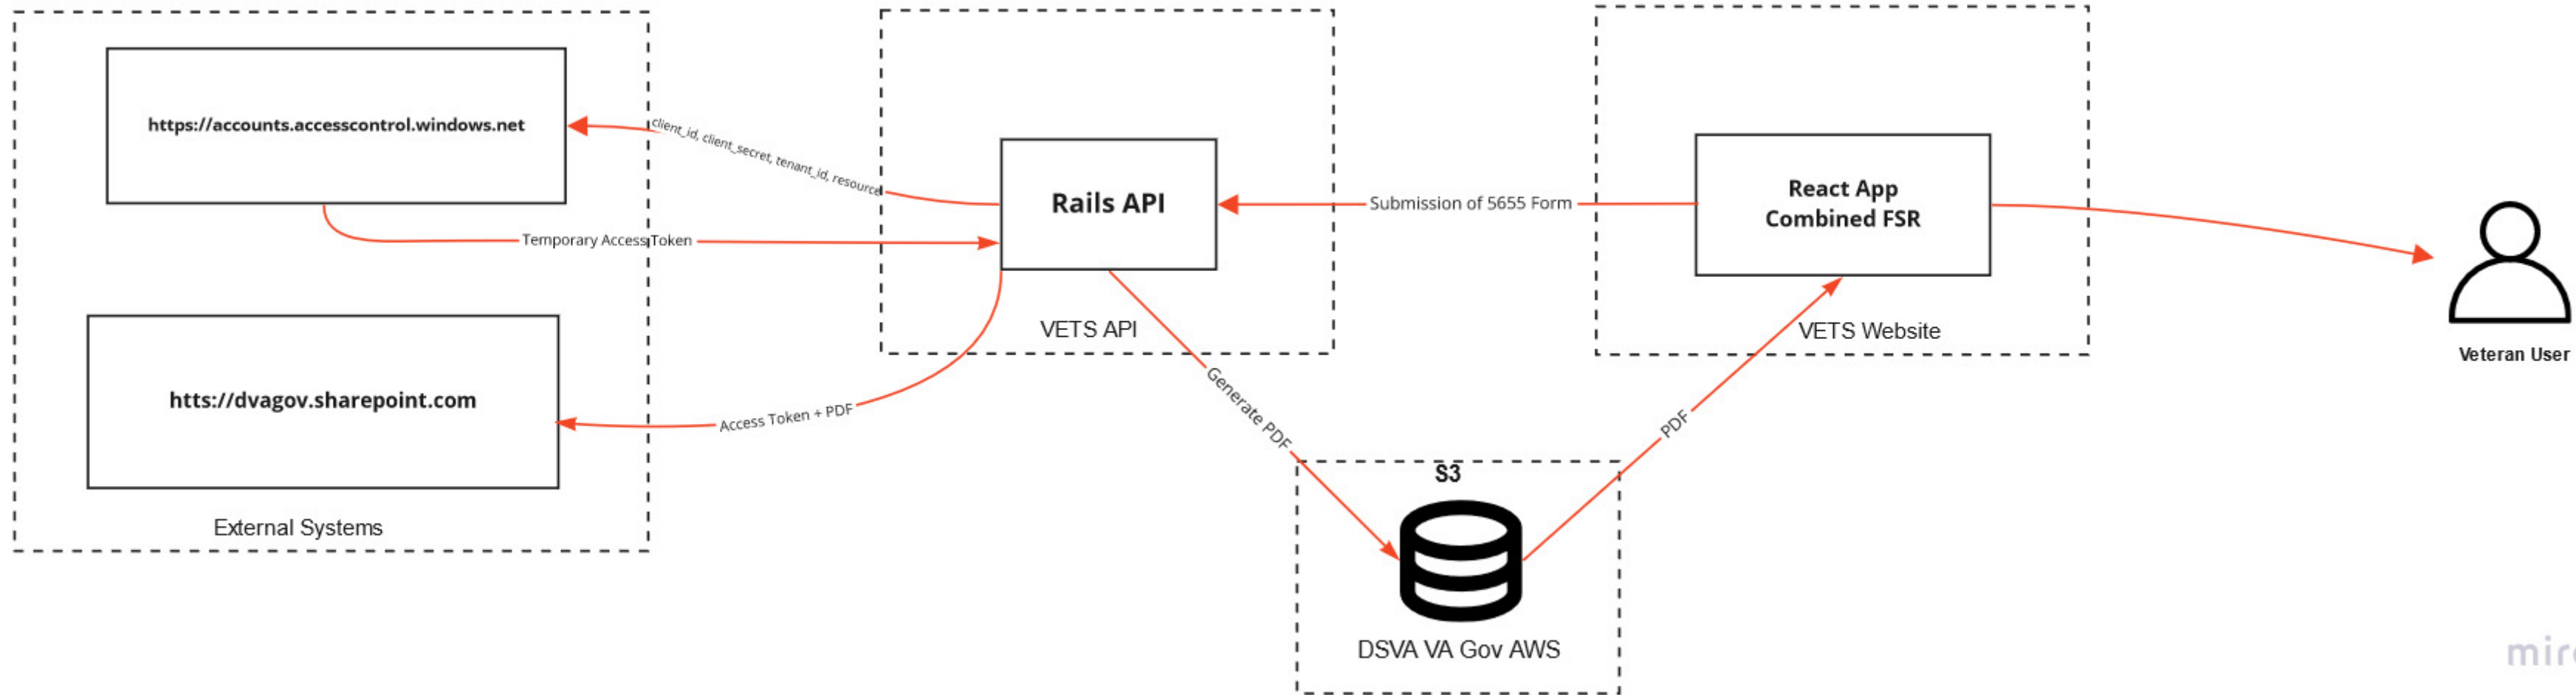 https://accounts.accesscontrol.windows.net
client_id, client_secret, tenant_id, resource
Temporary Access Token
htts://dvagov.sharepoint.com
Access Token + PDF
External Systems
Rails API
VETS API
Submission of 5655 Form
React App
Combined FSR
VETS Website
Generate PDF
PDF
S3
DSVA VA Gov AWS
Veteran User